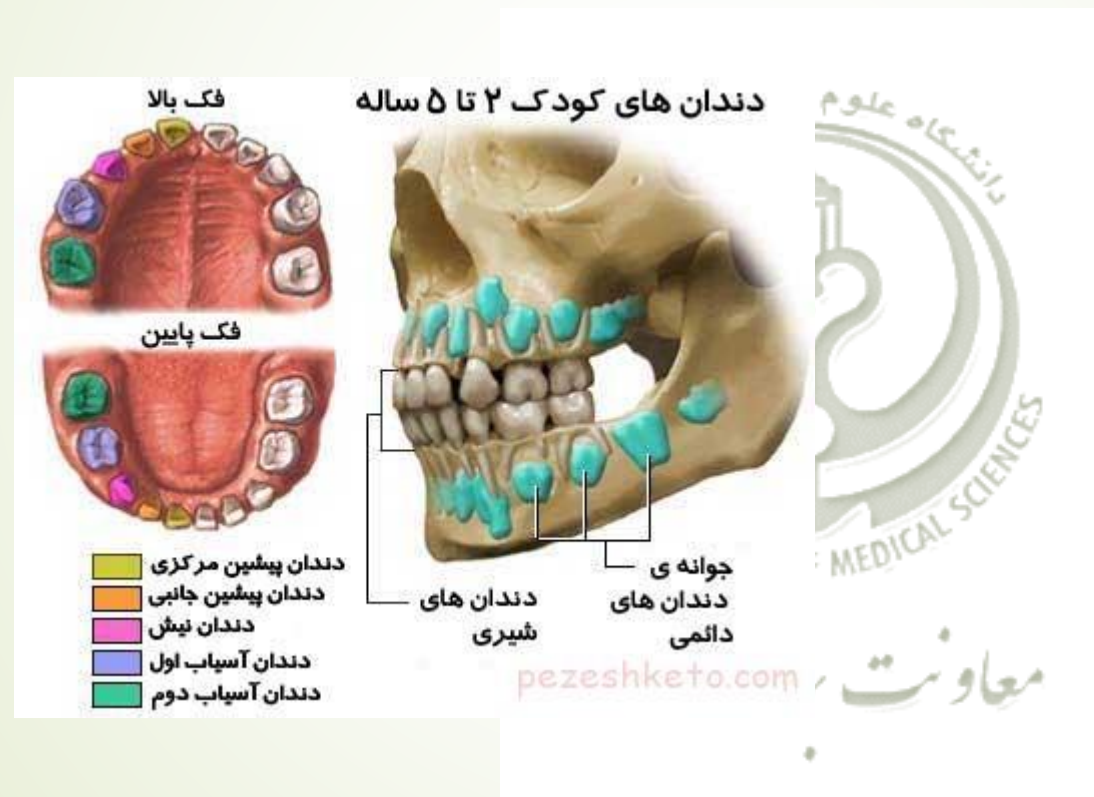 دندان های کودک ۲ تا ۵ ساله
فک بالا
فک پایین
دندان پیشین مرکزی
دندان پیشین جانبی
دندان نیش
دندان آسیاب اول
دندان آسیاب دوم
دندان های
شیری
جوانه ی
دندان های
دائمی
pezeshketo.com
دانشگاه علوم
MEDICAL SCIENCES
معاونت